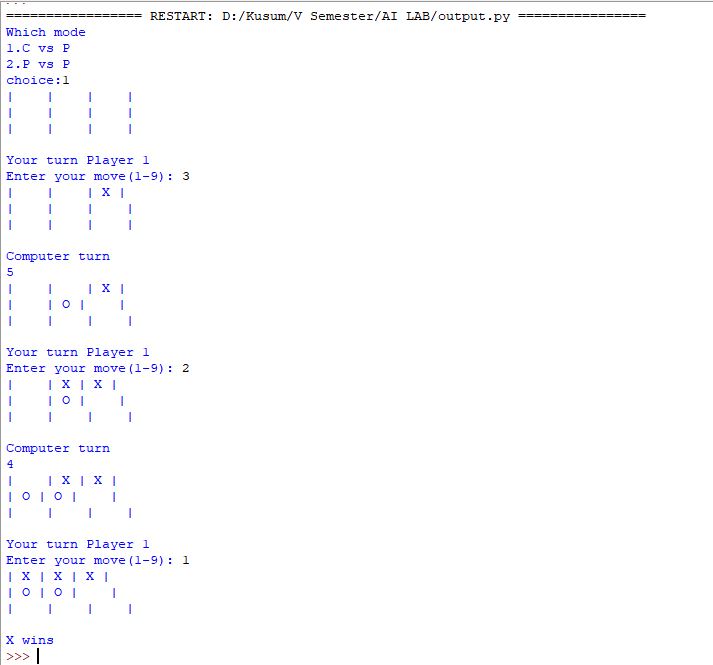 ================= RESTART: D:/Kusum/V Semester/AI LAB/output.py ================
Which mode
1.C vs P
2.P vs P
choice:1
|    |    |    |
|    |    |    |
|    |    |    |
Your turn Player 1
Enter your move(1-9): 3
|    |    | X |
|    |    |    |
|    |    |    |
Computer turn
5
|    |    | X |
|    | O |    |
|    |    |    |
Your turn Player 1
Enter your move(1-9): 2
|    | X | X |
|    | O |    |
|    |    |    |
Computer turn
4
|    | X | X |
| O | O |    |
|    |    |    |
Your turn Player 1
Enter your move(1-9): 1
| X | X | X |
| O | O |    |
|    |    |    |
X wins
>>>